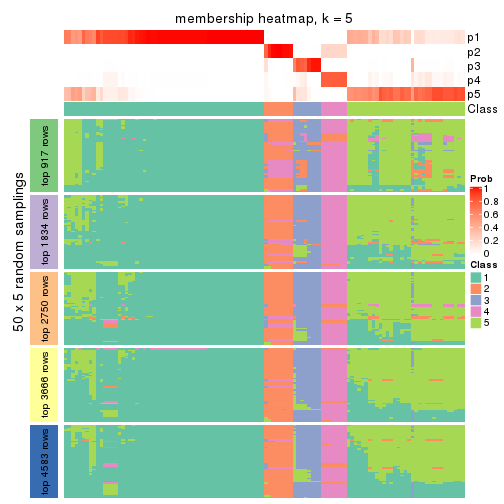 membership heatmap, k = 5
p1
p2
p3
p4
p5
Class
50 x 5 random samplings
top 917 rows
top 1834 rows
top 2750 rows
top 3666 rows
top 4583 rows
Prob
1
0.8
0.6
0.4
0.2
0
Class
1
2
3
4
5